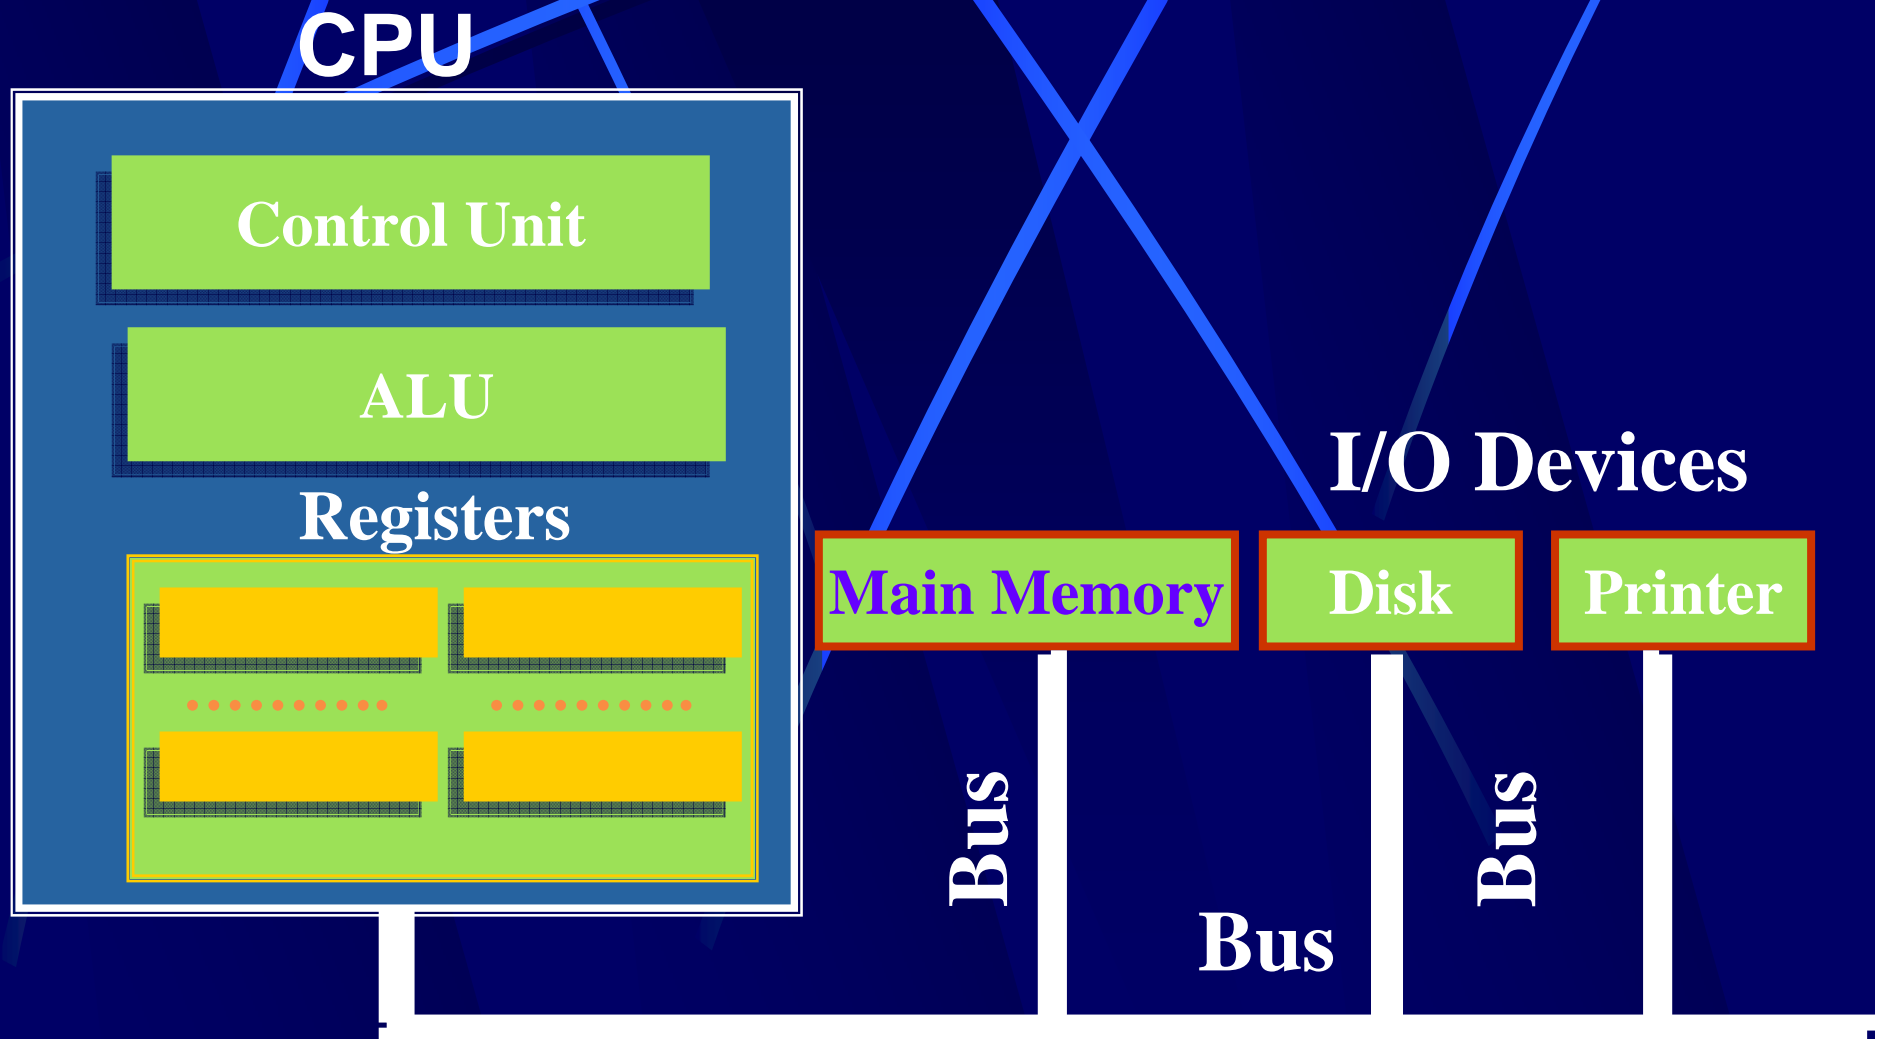 CPU
Control Unit
ALU
Registers
I/O Devices
Main Memory
Disk
Printer
Bus
Bus
Bus